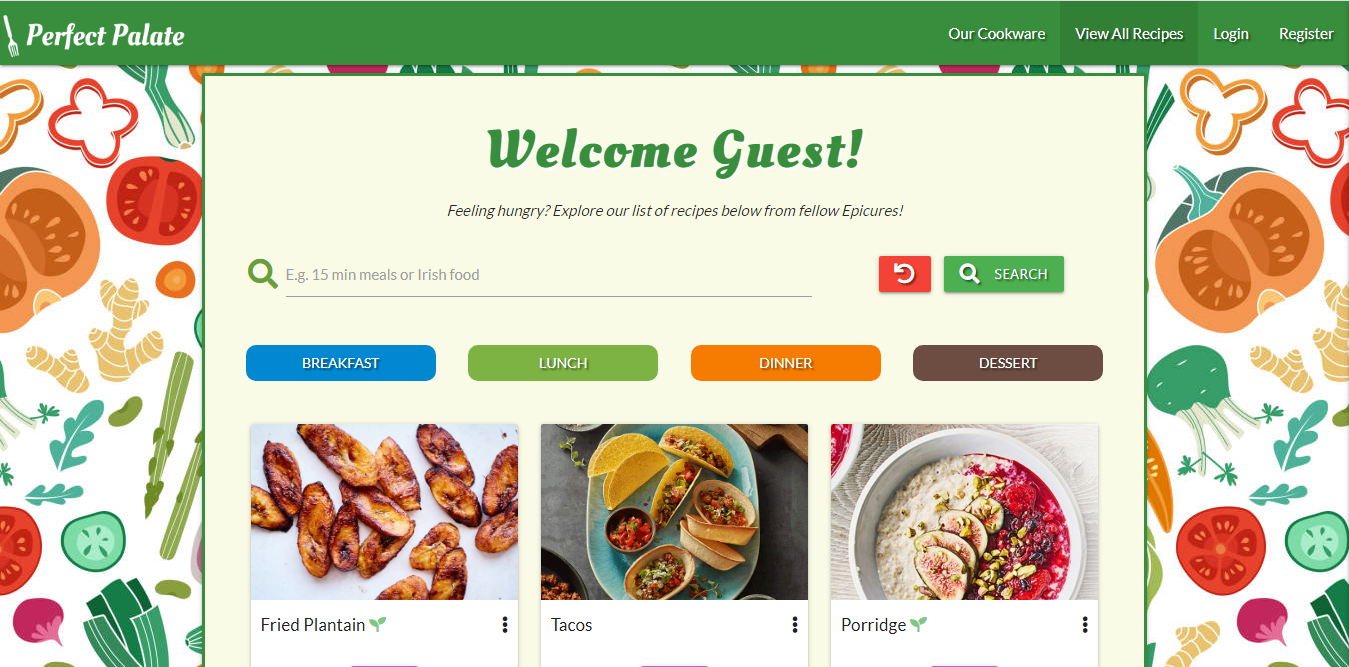 Perfect Palate
Our Cookware
View All Recipes
Login
Register
Welcome Guest!
Feeling hungry? Explore our list of recipes below from fellow Epicures!
E.g. 15 min meals or Irish food
SEARCH
BREAKFAST
LUNCH
DINNER
DESSERT
Fried Plantain
Tacos
Porridge